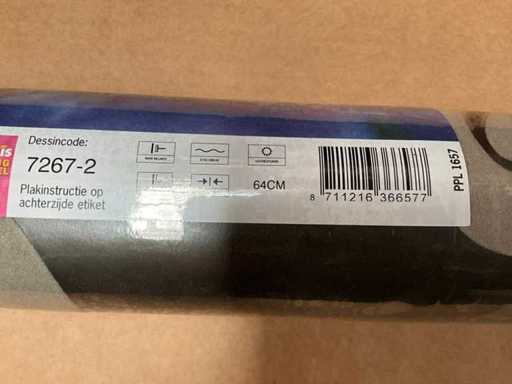 Dessincode:
7267-2
Plakinstructie op
achterzijde etiket
64CM
8 711216 366577
PPL 1657